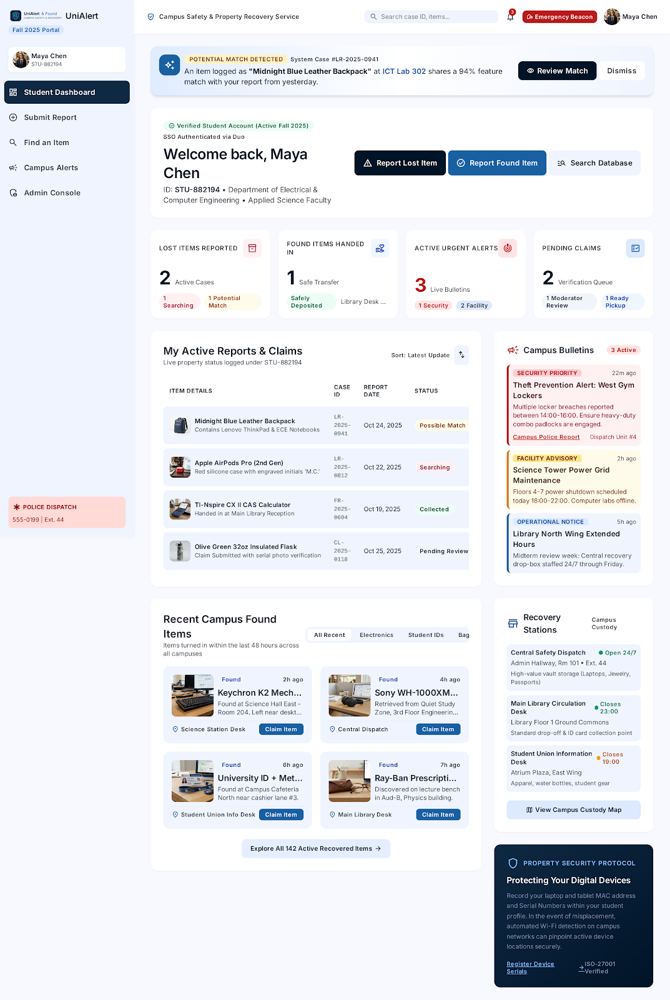 UniAlert & Found
CAMPUS SAFETY & RECOVERY
UniAlert
Fall 2025 Portal
Maya Chen
STU-882194
Student Dashboard
Submit Report
Find an Item
Campus Alerts
Admin Console
POLICE DISPATCH
555-0199 | Ext. 44
Campus Safety & Property Recovery Service
Search case ID, items...
3
Emergency Beacon
Maya Chen
POTENTIAL MATCH DETECTED System Case #LR-2025-0941
An item logged as "Midnight Blue Leather Backpack" at ICT Lab 302 shares a 94% feature
match with your report from yesterday.
Review Match
Dismiss
Verified Student Account (Active Fall 2025)
SSO Authenticated via Duo
Welcome back, Maya
Chen
ID: STU-882194 • Department of Electrical &
Computer Engineering • Applied Science Faculty
Report Lost Item
Report Found Item
Search Database
LOST ITEMS REPORTED
2 Active Cases
1
Searching
1 Potential
Match
FOUND ITEMS HANDED
IN
1 Safe Transfer
Safely
Deposited
Library Desk ...
ACTIVE URGENT ALERTS
3 Live Bulletins
1 Security
2 Facility
PENDING CLAIMS
2 Verification Queue
1 Moderator
Review
1 Ready
Pickup
My Active Reports & Claims
Live property status logged under STU-882194
Sort: Latest Update
ITEM DETAILS
CASE
ID
REPORT
DATE
STATUS
Midnight Blue Leather Backpack
Contains Lenovo ThinkPad & ECE Notebooks
LR-
2025-
0941
Oct 24, 2025
Possible Match
Apple AirPods Pro (2nd Gen)
Red silicone case with engraved initials 'M.C.'
LR-
2025-
0812
Oct 22, 2025
Searching
TI-Nspire CX II CAS Calculator
Handed in at Main Library Reception
FR-
2025-
0604
Oct 19, 2025
Collected
Olive Green 32oz Insulated Flask
Claim Submitted with serial photo verification
CL-
2025-
0118
Oct 25, 2025
Pending Review
Campus Bulletins
3 Active
SECURITY PRIORITY
22m ago
Theft Prevention Alert: West Gym
Lockers
Multiple locker breaches reported
between 14:00-16:00. Ensure heavy-duty
combo padlocks are engaged.
Campus Police Report
Dispatch Unit #4
FACILITY ADVISORY
2h ago
Science Tower Power Grid
Maintenance
Floors 4-7 power shutdown scheduled
today 18:00-22:00. Computer labs offline.
OPERATIONAL NOTICE
5h ago
Library North Wing Extended
Hours
Midterm review week: Central recovery
drop-box staffed 24/7 through Friday.
Recent Campus Found
Items
Items turned in within the last 48 hours across
all campuses
All Recent
Electronics
Student IDs
Bag
Found
2h ago
Keychron K2 Mech...
Found at Science Hall East -
Room 204. Left near deskt...
Science Station Desk
Claim Item
Found
4h ago
Sony WH-1000XM...
Retrieved from Quiet Study
Zone, 3rd Floor Engineerin...
Central Dispatch
Claim Item
Found
6h ago
University ID + Met...
Found at Campus Cafeteria
North near cashier lane #3.
Student Union Info Desk
Claim Item
Found
7h ago
Ray-Ban Prescripti...
Discovered on lecture bench
in Aud-B, Physics building.
Main Library Desk
Claim Item
Explore All 142 Active Recovered Items
Recovery
Stations
Campus
Custody
Central Safety Dispatch
Open 24/7
Admin Hallway, Rm 101 • Ext. 44
High-value vault storage (Laptops, Jewelry,
Passports)
Main Library Circulation
Desk
Closes
23:00
Library Floor 1 Ground Commons
Standard drop-off & ID card collection point
Student Union Information
Desk
Closes
19:00
Atrium Plaza, East Wing
Apparel, water bottles, student gear
View Campus Custody Map
PROPERTY SECURITY PROTOCOL
Protecting Your Digital Devices
Record your laptop and tablet MAC address
and Serial Numbers within your student
profile. In the event of misplacement,
automated Wi-Fi detection on campus
networks can pinpoint active device
locations securely.
Register Device
Serials
ISO-27001
Verified